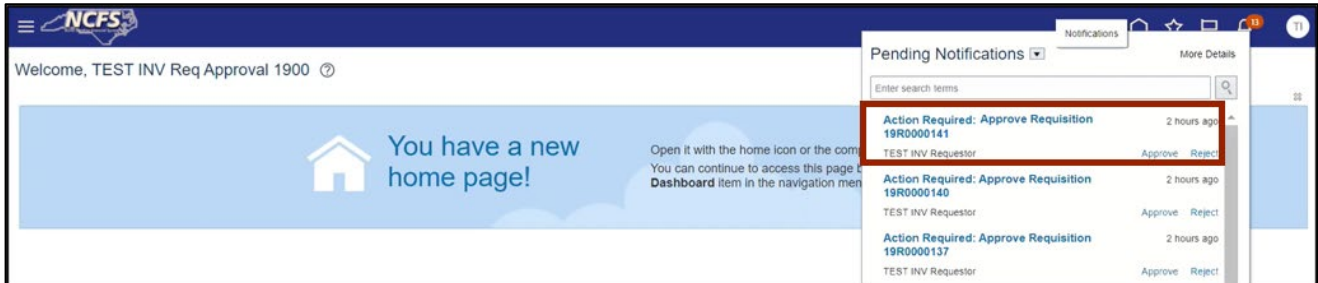 NCFS
13
TI
Notifications
Welcome, TEST INV Req Approval 1900
Pending Notifications
More Details
Enter search terms
You have a new
home page!
Open it with the home icon or the comp
You can continue to access this page b
Dashboard item in the navigation men
Action Required: Approve Requisition
19R0000141
2 hours ago
TEST INV Requestor
Approve Reject
Action Required: Approve Requisition
19R0000140
2 hours ago
TEST INV Requestor
Approve Reject
Action Required: Approve Requisition
19R0000137
2 hours ago
TEST INV Requestor
Approve Reject